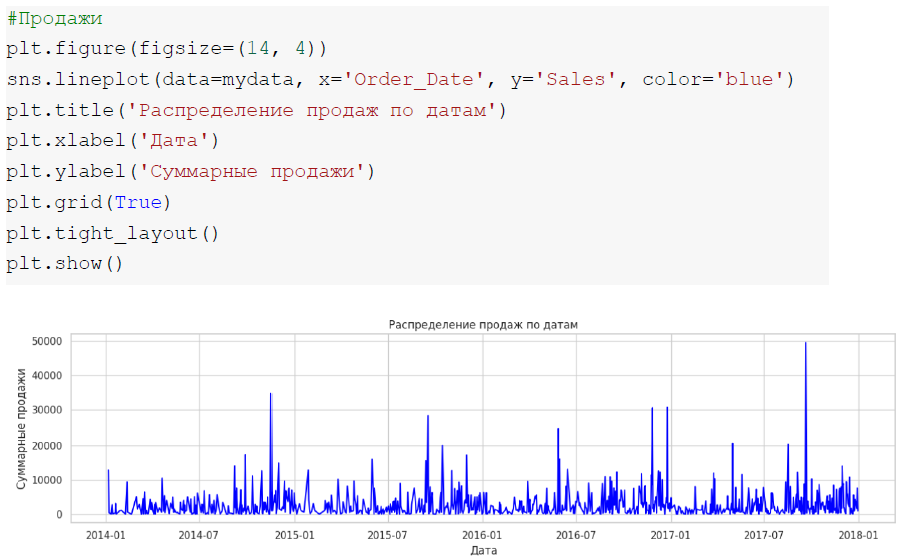 #Продажи
plt.figure(figsize=(14, 4))
sns.lineplot(data=mydata, x='Order_Date', y='Sales', color='blue')
plt.title('Распределение продаж по датам')
plt.xlabel('Дата')
plt.ylabel('Суммарные продажи')
plt.grid(True)
plt.tight_layout()
plt.show()
Распределение продаж по датам
Суммарные продажи
50000
40000
30000
20000
10000
0
2014-01 2014-07 2015-01 2015-07 2016-01 2016-07 2017-01 2017-07 2018-01
Дата